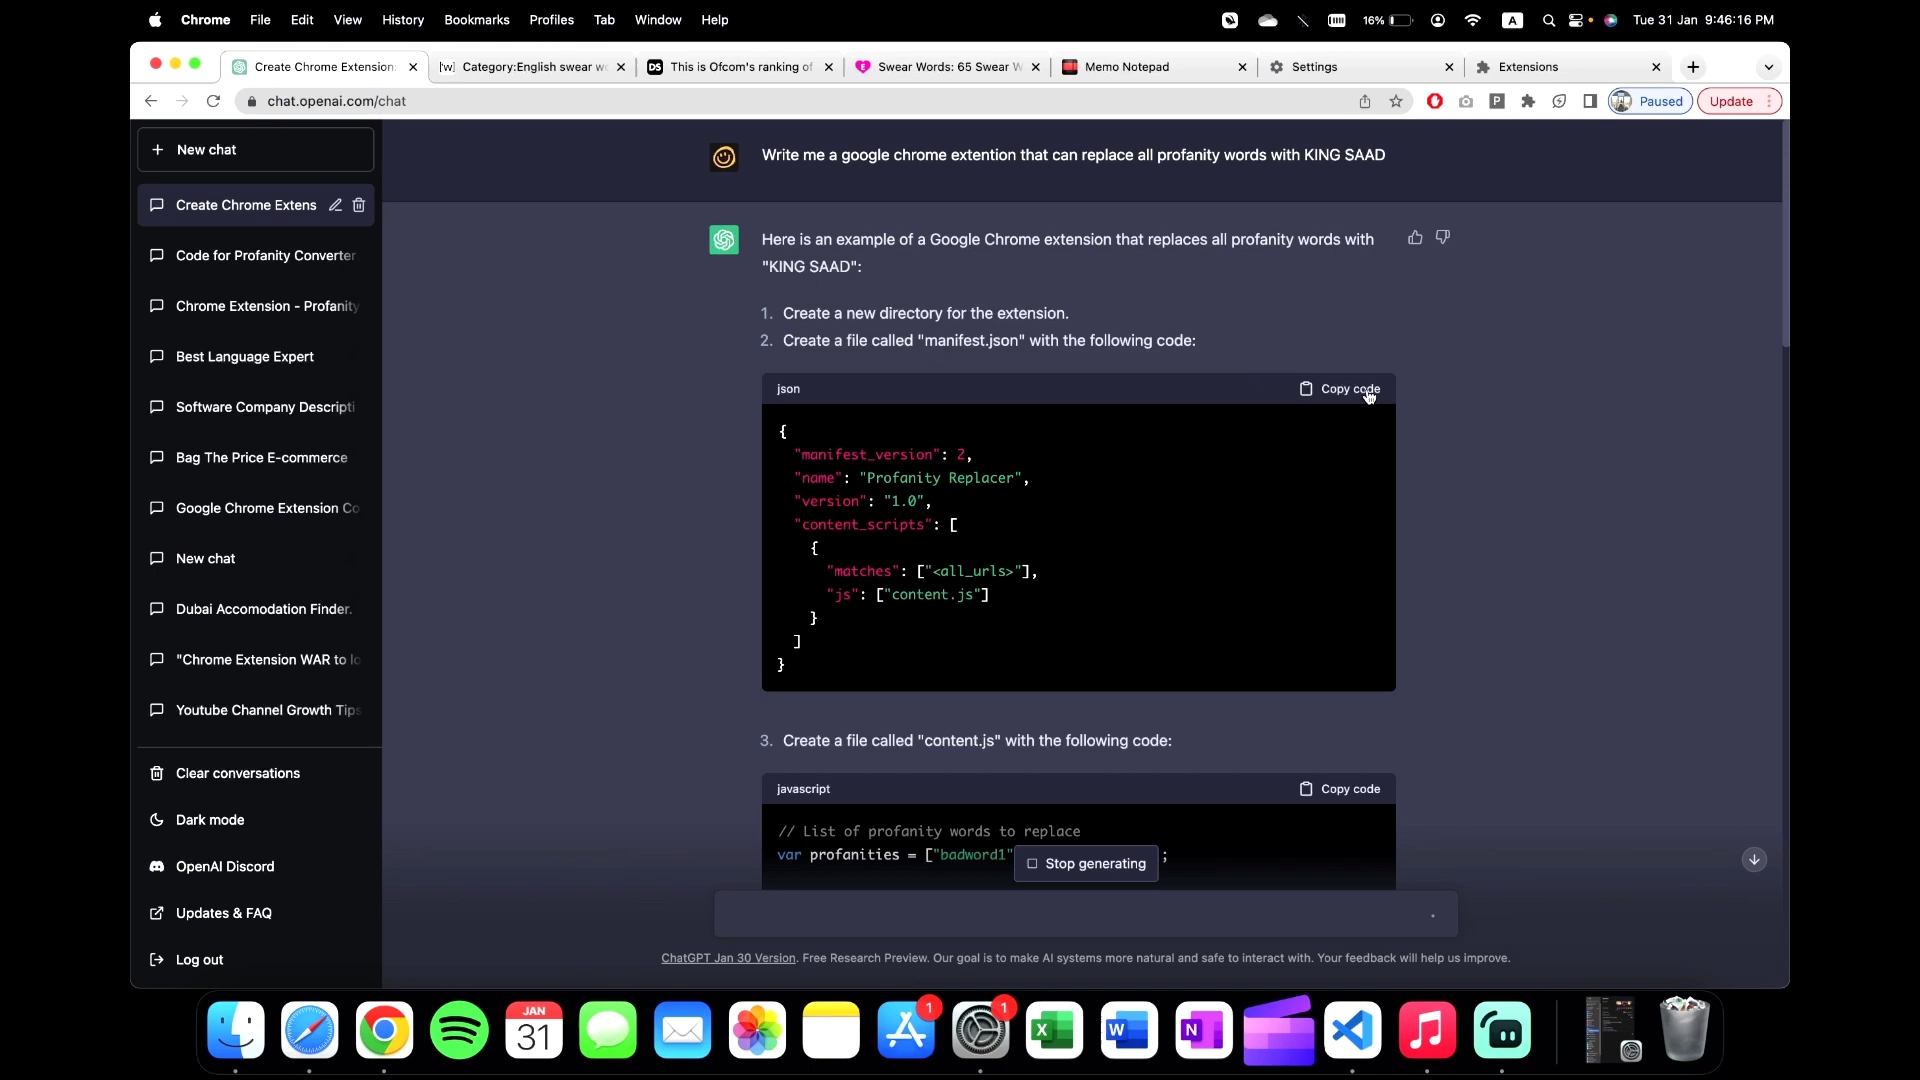 Chrome File Edit View History Bookmarks Profiles Tab Window Help 16% A Tue 31 Jan 9:46:16 PM
Create Chrome Extension: [w] Category:English swear wo DS This is Ofcom's ranking of Swear Words: 65 Swear W Memo Notepad Settings Extensions
chat.openai.com/chat P Paused Update
+ New chat
Create Chrome Extens
Code for Profanity Converter
Chrome Extension - Profanity
Best Language Expert
Software Company Descripti
Bag The Price E-commerce
Google Chrome Extension Co
New chat
Dubai Accomodation Finder.
"Chrome Extension WAR to lo
Youtube Channel Growth Tips
Clear conversations
Dark mode
OpenAI Discord
Updates & FAQ
Log out
Write me a google chrome extention that can replace all profanity words with KING SAAD
Here is an example of a Google Chrome extension that replaces all profanity words with
"KING SAAD":
1. Create a new directory for the extension.
2. Create a file called "manifest.json" with the following code:
json Copy code
{
"manifest_version": 2,
"name": "Profanity Replacer",
"version": "1.0",
"content_scripts": [
{
"matches": ["<all_urls>"],
"js": ["content.js"]
}
]
}
3. Create a file called "content.js" with the following code:
javascript Copy code
// List of profanity words to replace
var profanities = ["badword1" ;
Stop generating
ChatGPT Jan 30 Version. Free Research Preview. Our goal is to make AI systems more natural and safe to interact with. Your feedback will help us improve.
JAN
31
1
1
X
W
N